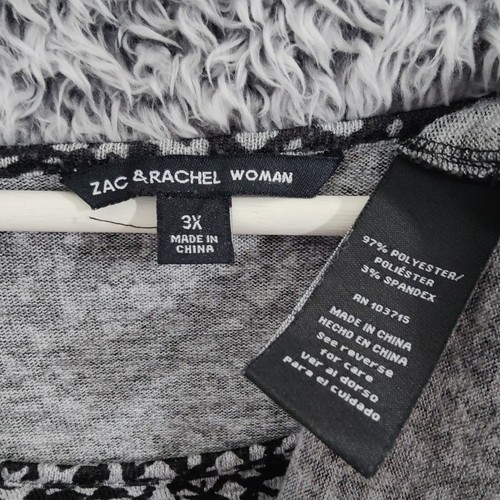 ZAC & RACHEL WOMAN
3X
MADE IN
CHINA
97% POLYESTER/
POLIÉSTER
3% SPANDEX
RN 103715
MADE IN CHINA
HECHO EN CHINA
See reverse
for care
ver al dorso
para el cuidado